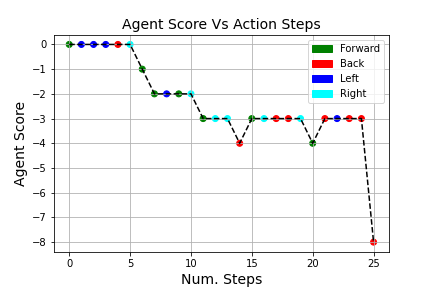 Agent Score Vs Action Steps
Agent Score
0
−1
−2
−3
−4
−5
−6
−7
−8
Forward
Back
Left
Right
0 5 10 15 20 25
Num. Steps